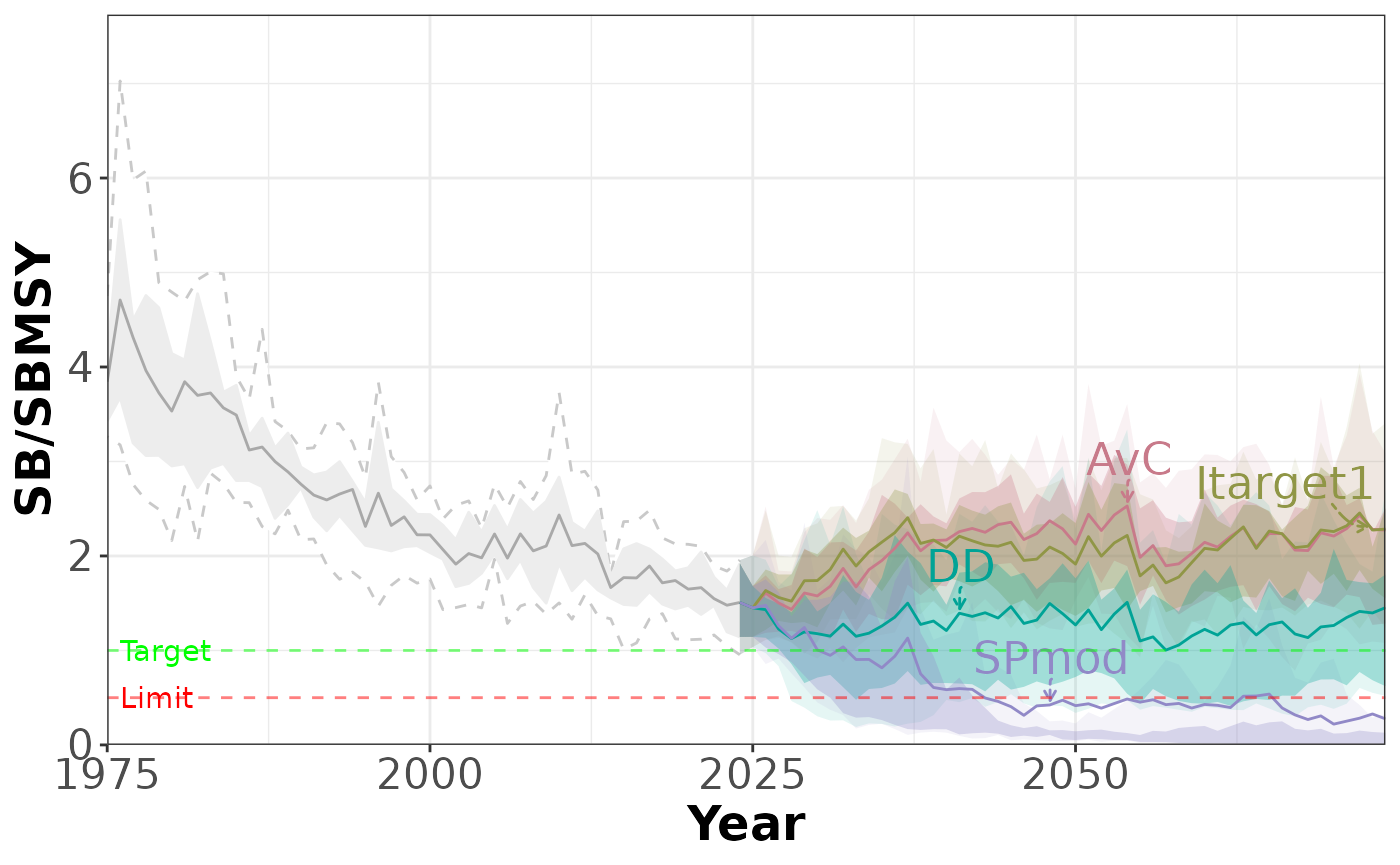 SB/SBMSY
6
4
2
0
AvC
Itarget1
DD
SPmod
Target
Limit
1975 2000 2025 2050
Year